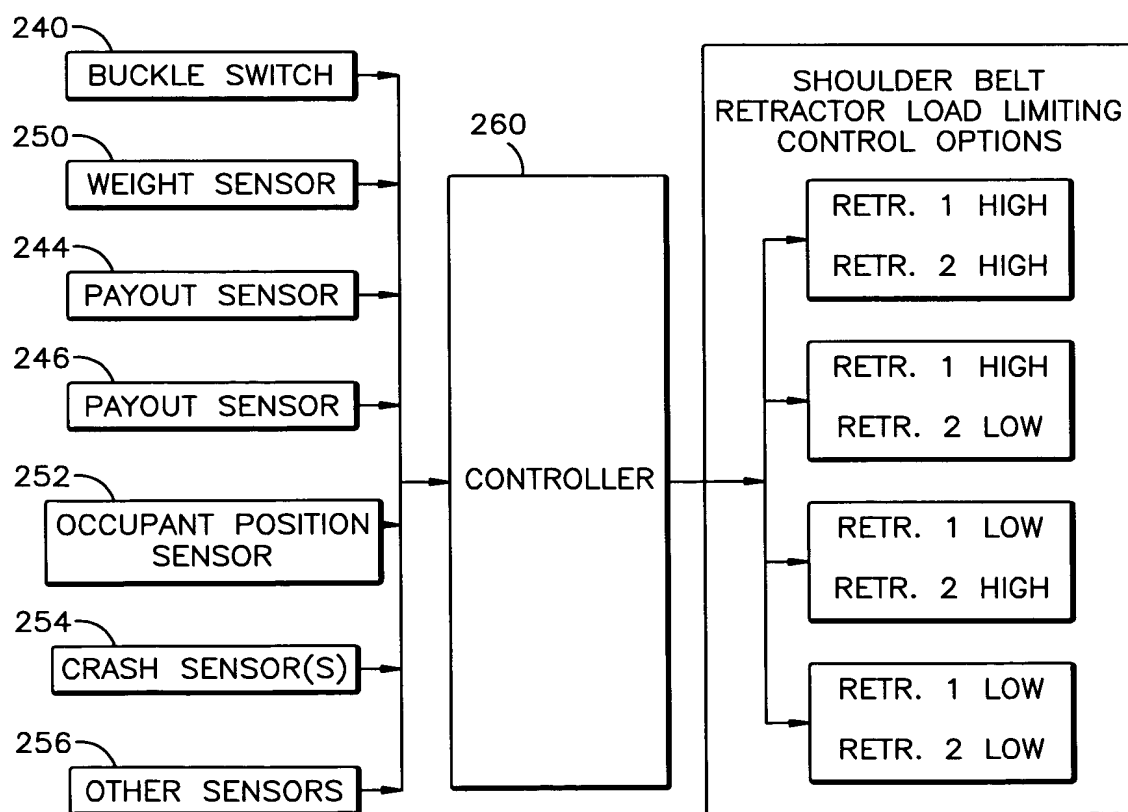 240
BUCKLE SWITCH
250
WEIGHT SENSOR
244
PAYOUT SENSOR
246
PAYOUT SENSOR
252
OCCUPANT POSITION
SENSOR
254
CRASH SENSOR(S)
256
OTHER SENSORS
260
CONTROLLER
SHOULDER BELT
RETRACTOR LOAD LIMITING
CONTROL OPTIONS
RETR. 1 HIGH
RETR. 2 HIGH
RETR. 1 HIGH
RETR. 2 LOW
RETR. 1 LOW
RETR. 2 HIGH
RETR. 1 LOW
RETR. 2 LOW